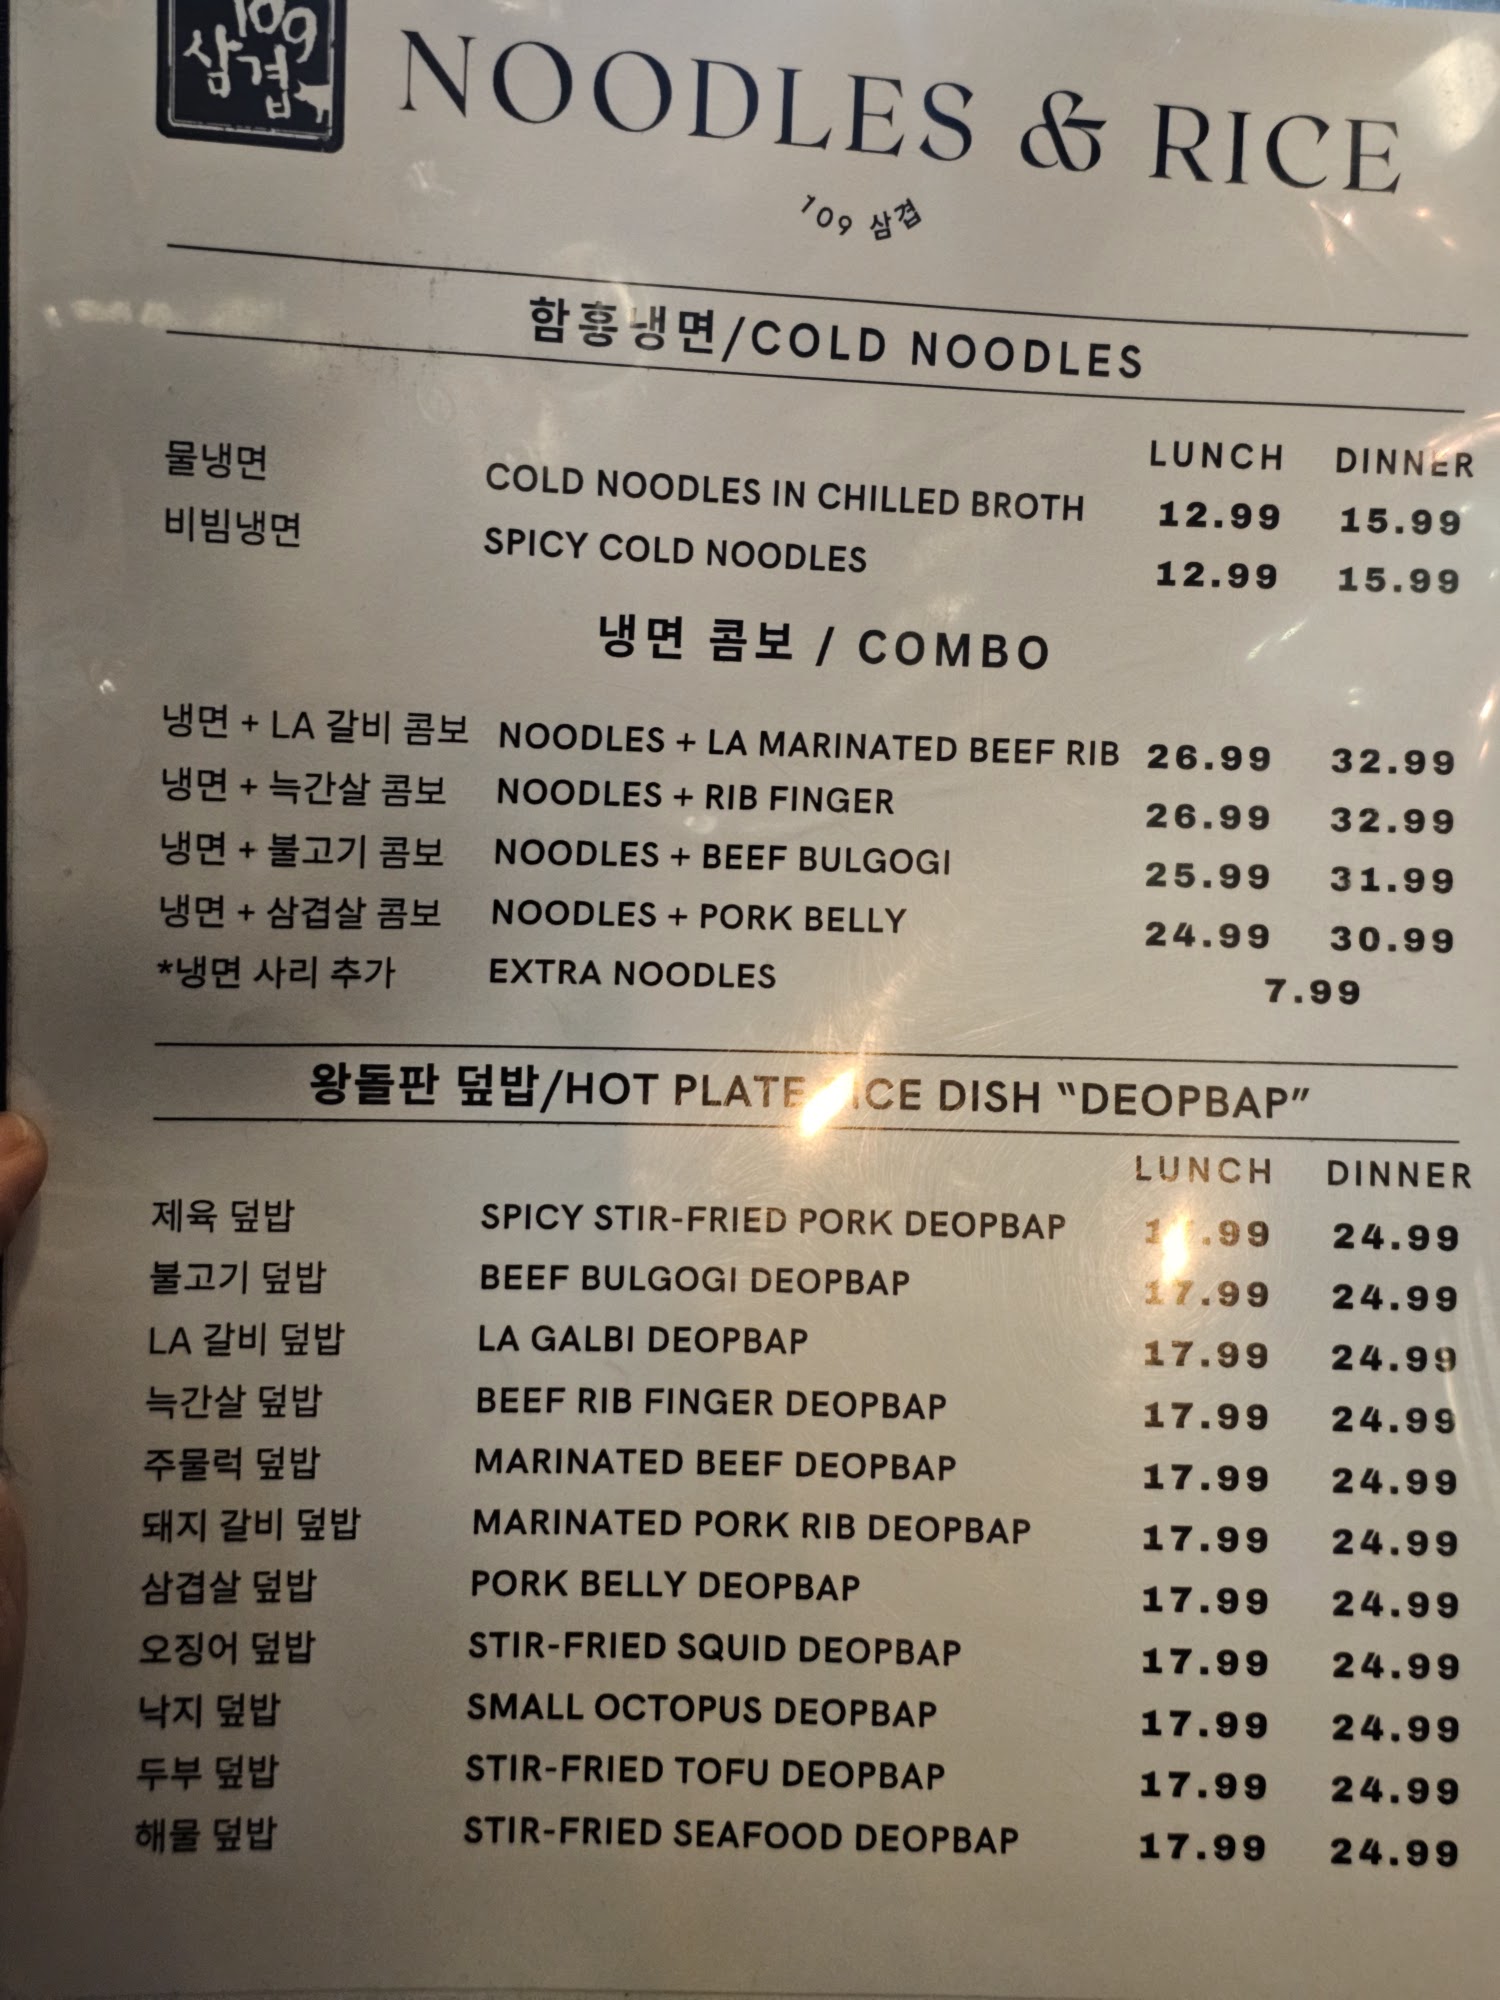 109
삼겹
NOODLES & RICE
109 삼겹
함흥냉면/COLD NOODLES
LUNCH DINNER
물냉면 COLD NOODLES IN CHILLED BROTH 12.99 15.99
비빔냉면 SPICY COLD NOODLES 12.99 15.99
냉면 콤보 / COMBO
냉면 + LA 갈비 콤보 NOODLES + LA MARINATED BEEF RIB 26.99 32.99
냉면 + 늑간살 콤보 NOODLES + RIB FINGER 26.99 32.99
냉면 + 불고기 콤보 NOODLES + BEEF BULGOGI 25.99 31.99
냉면 + 삼겹살 콤보 NOODLES + PORK BELLY 24.99 30.99
*냉면 사리 추가 EXTRA NOODLES 7.99
왕돌판 덮밥/HOT PLATE RICE DISH “DEOPBAP”
LUNCH DINNER
제육 덮밥 SPICY STIR-FRIED PORK DEOPBAP 24.99
불고기 덮밥 BEEF BULGOGI DEOPBAP 17.99 24.99
LA 갈비 덮밥 LA GALBI DEOPBAP 17.99 24.99
늑간살 덮밥 BEEF RIB FINGER DEOPBAP 17.99 24.99
주물럭 덮밥 MARINATED BEEF DEOPBAP 17.99 24.99
돼지 갈비 덮밥 MARINATED PORK RIB DEOPBAP 17.99 24.99
삼겹살 덮밥 PORK BELLY DEOPBAP 17.99 24.99
오징어 덮밥 STIR-FRIED SQUID DEOPBAP 17.99 24.99
낙지 덮밥 SMALL OCTOPUS DEOPBAP 17.99 24.99
두부 덮밥 STIR-FRIED TOFU DEOPBAP 17.99 24.99
해물 덮밥 STIR-FRIED SEAFOOD DEOPBAP 17.99 24.99